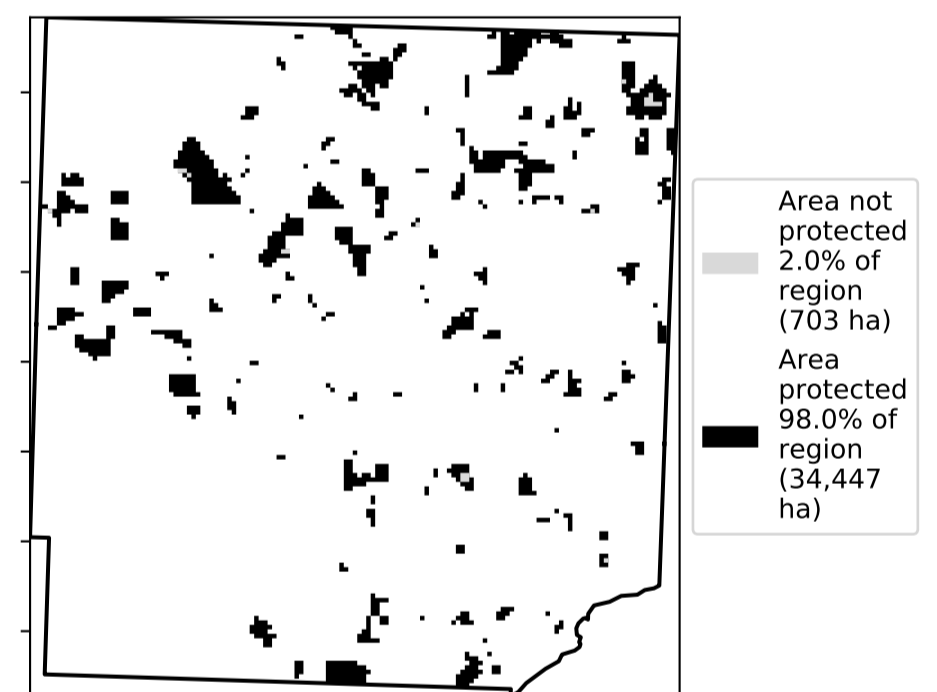 Area not
protected
2.0% of
region
(703 ha)
Area
protected
98.0% of
region
(34,447
ha)